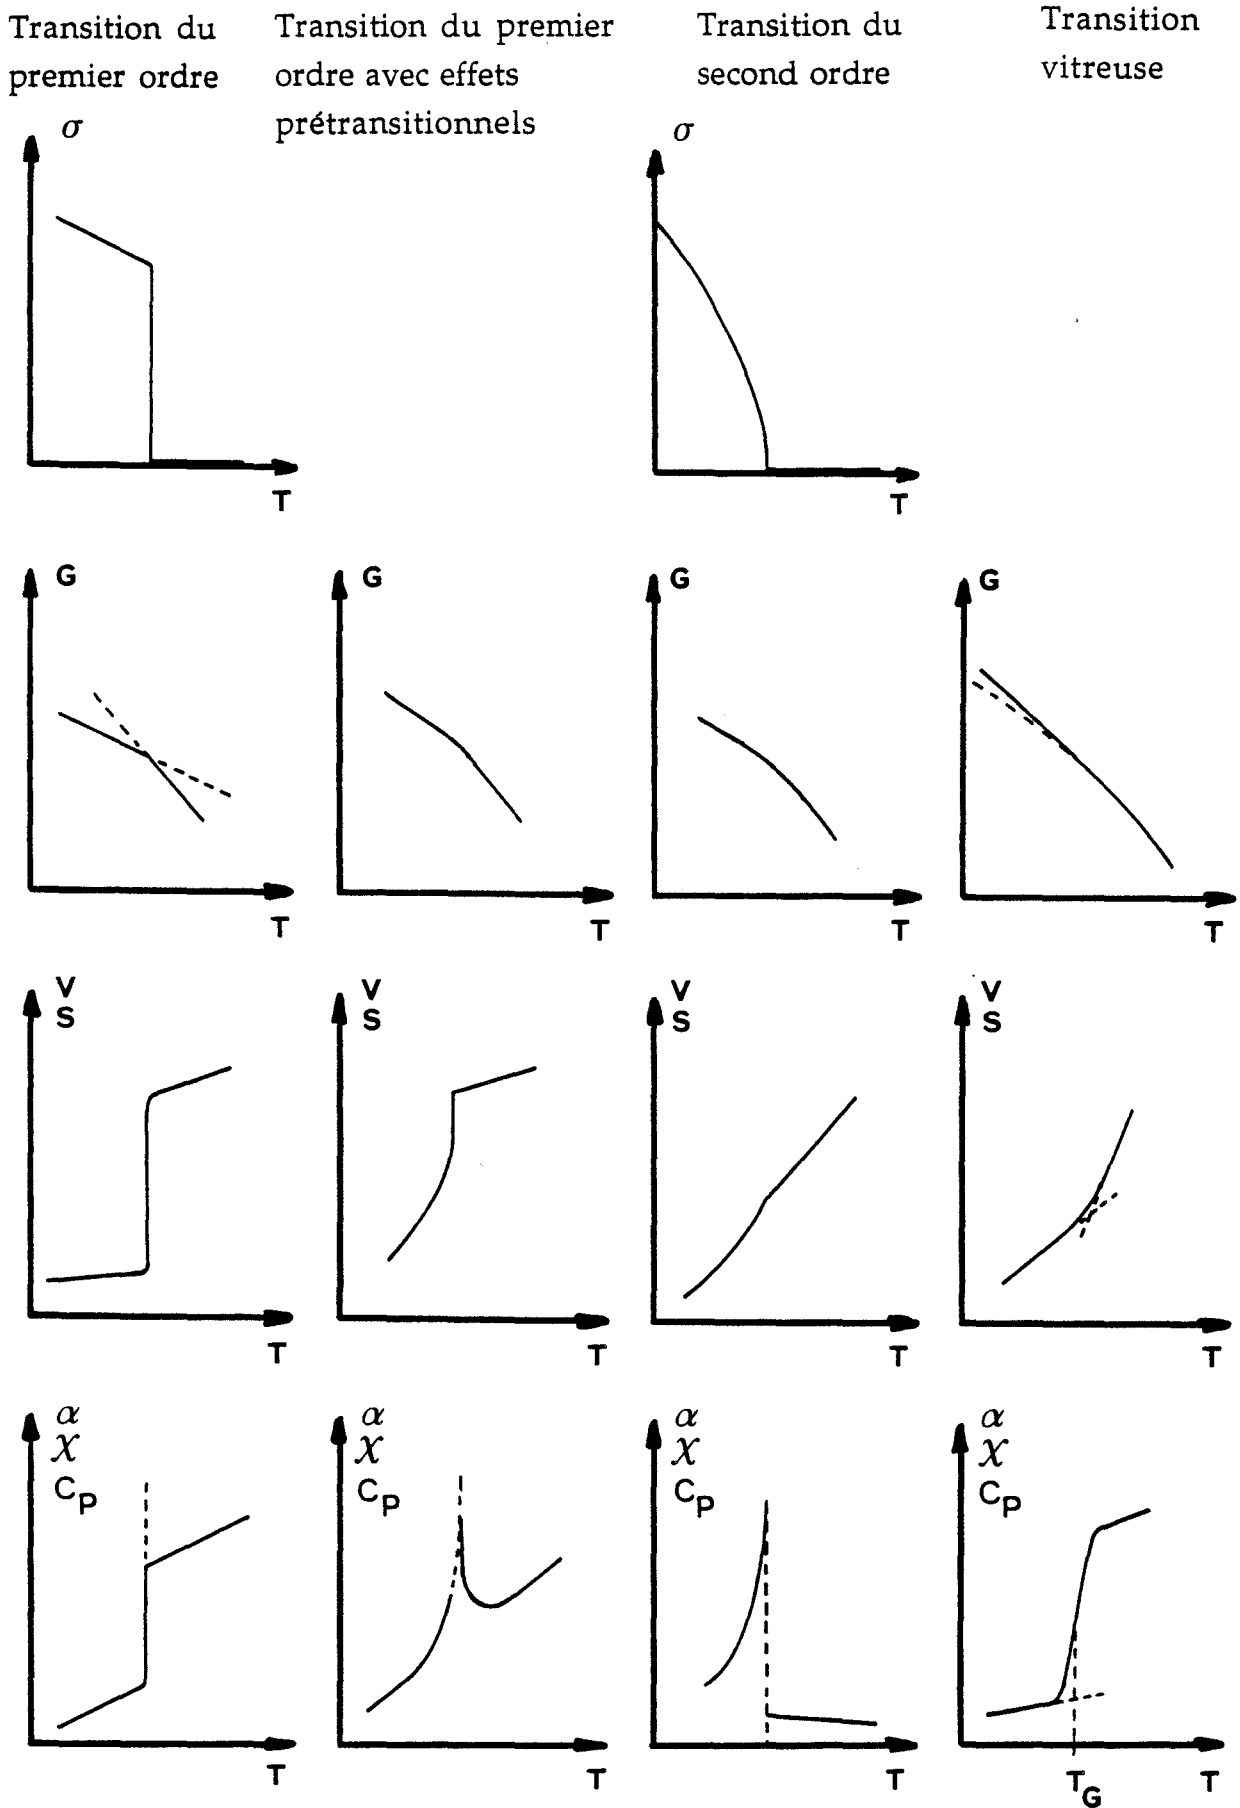 Transition du
premier ordre
Transition du premier
ordre avec effets
prétransitionnels
Transition du
second ordre
Transition
vitreuse
σ
T
σ
T
G
T
G
T
G
T
G
T
V
S
T
V
S
T
V
S
T
V
S
T
α
χ
CP
T
α
χ
CP
T
α
χ
CP
T
α
χ
CP
TG
T